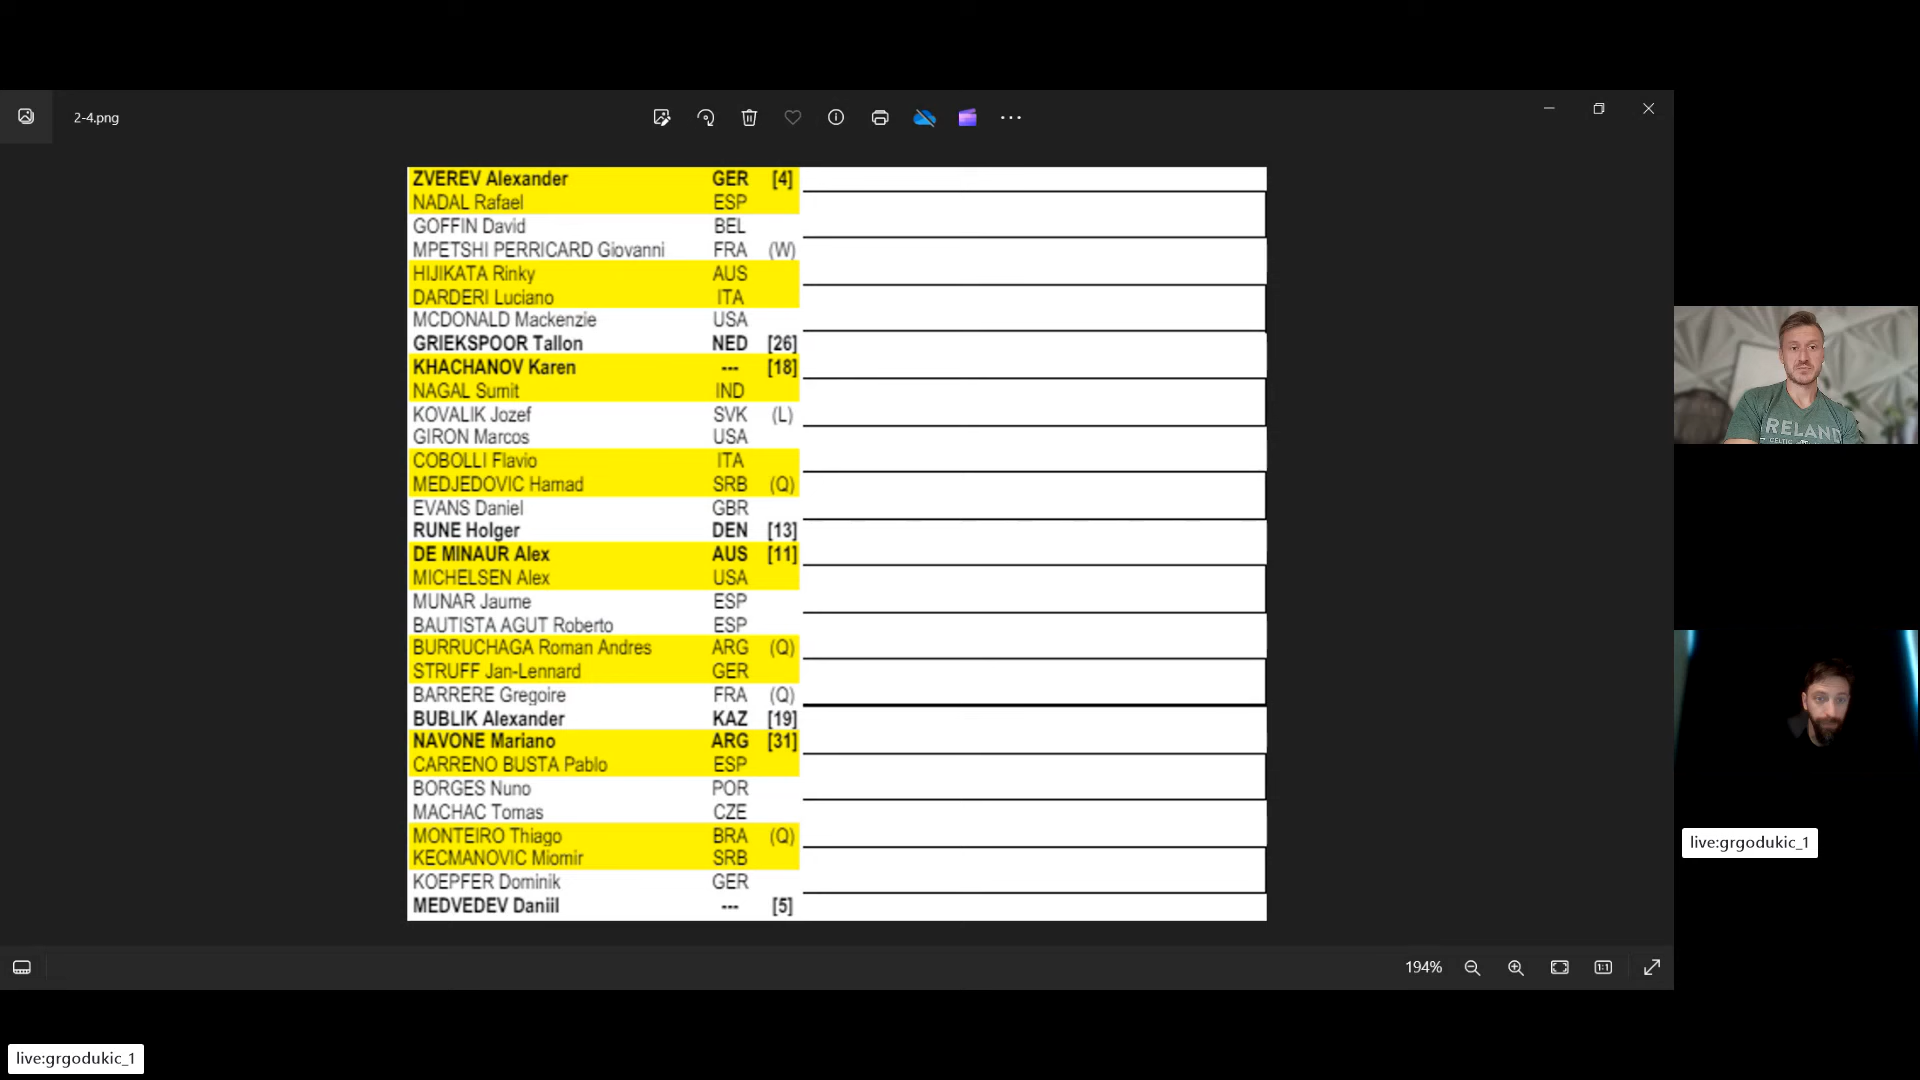 2-4.png
ZVEREV Alexander GER [4]
NADAL Rafael ESP
GOFFIN David BEL
MPETSHI PERRICARD Giovanni FRA (W)
HIJIKATA Rinky AUS
DARDERI Luciano ITA
MCDONALD Mackenzie USA
GRIEKSPOOR Tallon NED [26]
KHACHANOV Karen --- [18]
NAGAL Sumit IND
KOVALIK Jozef SVK (L)
GIRON Marcos USA
COBOLLI Flavio ITA
MEDJEDOVIC Hamad SRB (Q)
EVANS Daniel GBR
RUNE Holger DEN [13]
DE MINAUR Alex AUS [11]
MICHELSEN Alex USA
MUNAR Jaume ESP
BAUTISTA AGUT Roberto ESP
BURRUCHAGA Roman Andres ARG (Q)
STRUFF Jan-Lennard GER
BARRERE Gregoire FRA (Q)
BUBLIK Alexander KAZ [19]
NAVONE Mariano ARG [31]
CARRENO BUSTA Pablo ESP
BORGES Nuno POR
MACHAC Tomas CZE
MONTEIRO Thiago BRA (Q)
KECMANOVIC Miomir SRB
KOEPFER Dominik GER
MEDVEDEV Daniil --- [5]
194%
1:1
RELAND
live:grgodukic_1
live:grgodukic_1